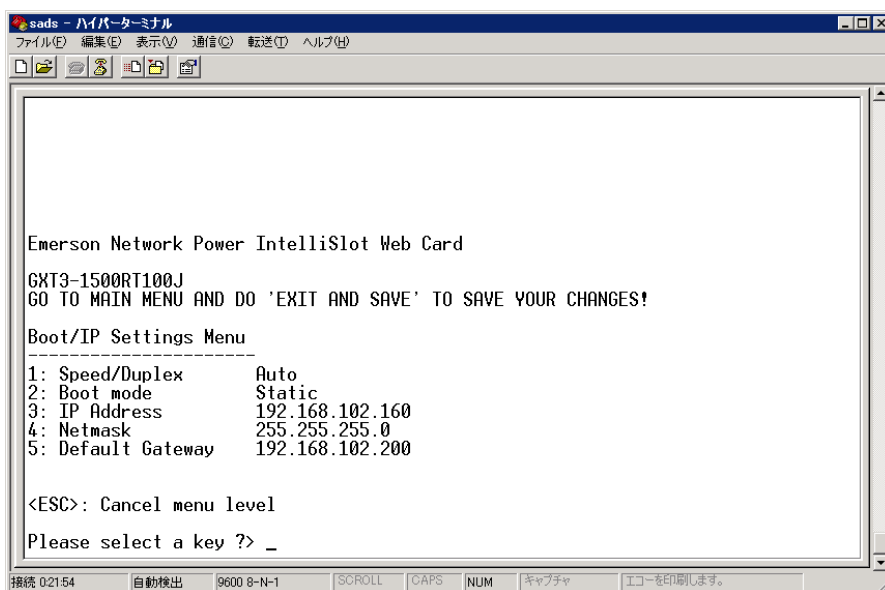 sads - ハイパーターミナル
ファイル(F) 編集(E) 表示(V) 通信(C) 転送(T) ヘルプ(H)
Emerson Network Power IntelliSlot Web Card
GXT3-1500RT100J
GO TO MAIN MENU AND DO 'EXIT AND SAVE' TO SAVE YOUR CHANGES!
Boot/IP Settings Menu
-----------------------
1: Speed/Duplex Auto
2: Boot mode Static
3: IP Address 192.168.102.160
4: Netmask 255.255.255.0
5: Default Gateway 192.168.102.200
<ESC>: Cancel menu level
Please select a key ?> _
接続 0:21:54 自動検出 9600 8-N-1 SCROLL CAPS NUM キャプチャ エコーを印刷します。